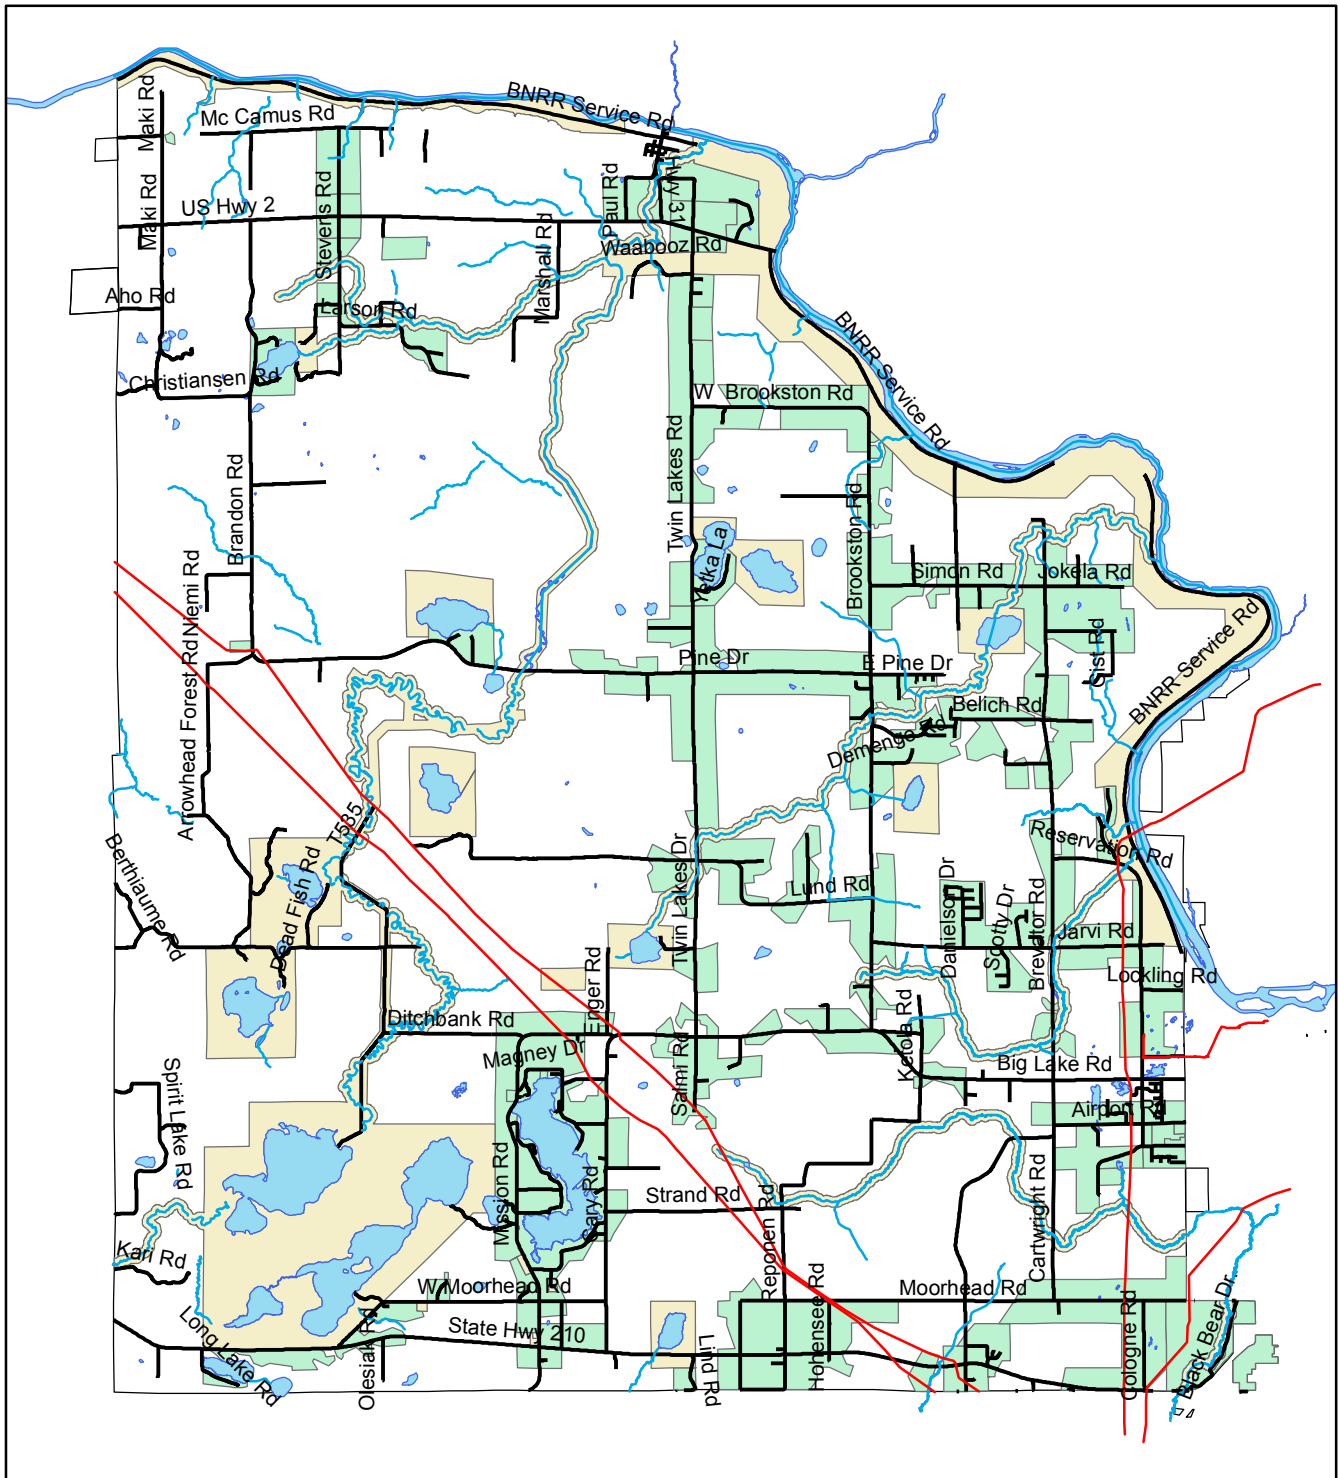 BNRR Service Rd
Maki Rd
Mc Camus Rd
Maki Rd
US Hwy 2
Stevens Rd
Paul Rd
Hwy 31
Marshall Rd
Waabooz Rd
Aho Rd
Larson Rd
BNRR Service Rd
Christiansen Rd
W Brookston Rd
Twin Lakes Rd
Brandon Rd
Brookston Rd
Yetka La
Niemi Rd
Simon Rd
Jokela Rd
Arrowhead Forest Rd
Pine Dr
E Pine Dr
Gist Rd
BNRR Service Rd
Belich Rd
Demenge Rd
T535
Reservation Rd
Berthiaume Rd
Dead Fish Rd
Twin Lakes Dr
Lund Rd
Danielson Dr
Scotty Dr
Brevator Rd
Jarvi Rd
Lockling Rd
Enger Rd
Ditchbank Rd
Magney Dr
Salmi Rd
Ketola Rd
Big Lake Rd
Airport Rd
Spirit Lake Rd
Mission Rd
Sary Rd
Strand Rd
Reponen Rd
Cartwright Rd
Kari Rd
W Moorhead Rd
Hohensee Rd
Moorhead Rd
Long Lake Rd
Olesiak Rd
State Hwy 210
Lind Rd
Cologne Rd
Black Bear Dr